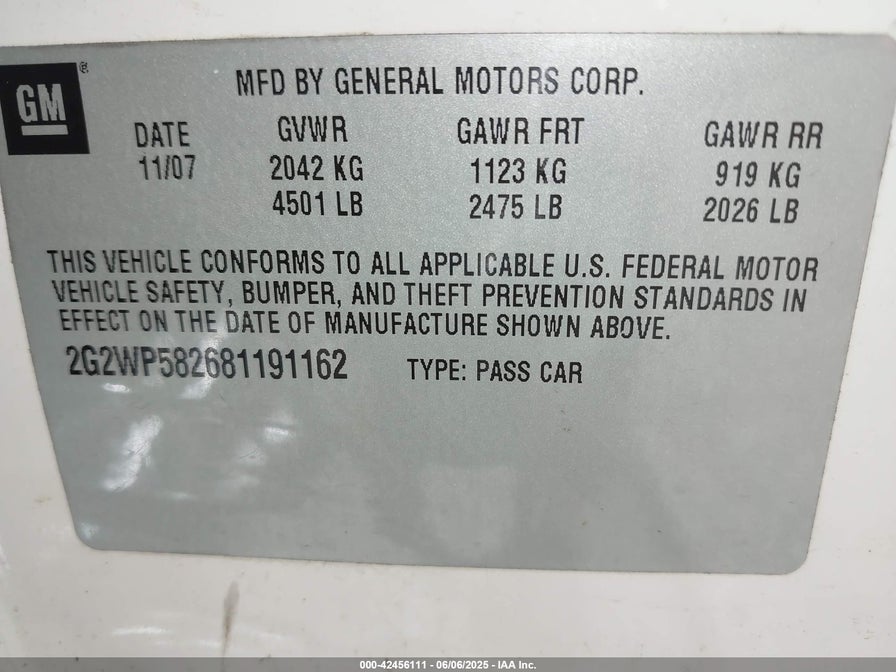 GM®
MFD BY GENERAL MOTORS CORP.
DATE GVWR GAWR FRT GAWR RR
11/07 2042 KG 1123 KG 919 KG
4501 LB 2475 LB 2026 LB
THIS VEHICLE CONFORMS TO ALL APPLICABLE U.S. FEDERAL MOTOR
VEHICLE SAFETY, BUMPER, AND THEFT PREVENTION STANDARDS IN
EFFECT ON THE DATE OF MANUFACTURE SHOWN ABOVE.
2G2WP582681191162 TYPE: PASS CAR
000-42456111 - 06/06/2025 - IAA Inc.